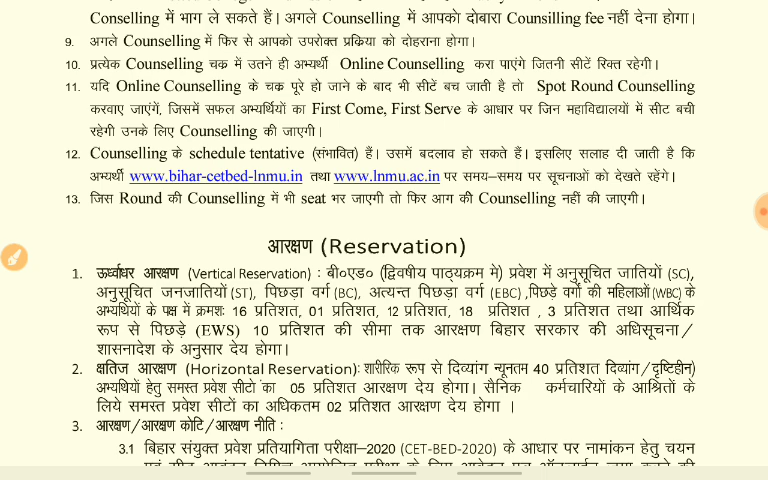 Conselling में भाग ले सकते हैं। अगले Counselling में आपको दोबारा Counsilling fee नहीं देना होगा।
9. अगले Counselling में फिर से आपको उपरोक्त प्रक्रिया को दोहराना होगा।
10. प्रत्येक Counselling चक्र में उतने ही अभ्यर्थी Online Counselling करा पाएंगे जितनी सीटें रिक्त रहेगी।
11. यदि Online Counselling के चक्र पूरे हो जाने के बाद भी सीटें बच जाती है तो Spot Round Counselling
करवाए जाएंगें, जिसमें सफल अभ्यर्थियों का First Come, First Serve के आधार पर जिन महाविद्यालयों में सीट बची
रहेगी उनके लिए Counselling की जाएगी।
12. Counselling के schedule tentative (संभावित) हैं। उसमें बदलाव हो सकते हैं। इसलिए सलाह दी जाती है कि
अभ्यर्थी www.bihar-cetbed-lnmu.in तथा www.lnmu.ac.in पर समय–समय पर सूचनाओं को देखते रहेंगे।
13. जिस Round की Counselling में भी seat भर जाएगी तो फिर आग की Counselling नहीं की जाएगी।
आरक्षण (Reservation)
1. ऊर्ध्वाधर आरक्षण (Vertical Reservation) : बी०एड० (द्विवषीय पाठ्यक्रम मे) प्रवेश में अनुसूचित जातियों (SC),
अनुसूचित जनजातियों (ST), पिछड़ा वर्ग (BC), अत्यन्त पिछड़ा वर्ग (EBC) ,पिछड़े वर्गो की महिलाओं (WBC) के
अभ्यर्थियों के पक्ष में क्रमशः 16 प्रतिशत, 01 प्रतिशत, 12 प्रतिशत, 18 प्रतिशत , 3 प्रतिशत तथा आर्थिक
रूप से पिछड़े (EWS) 10 प्रतिशत की सीमा तक आरक्षण बिहार सरकार की अधिसूचना/
शासनादेश के अनुसार देय होगा।
2. क्षतिज आरक्षण (Horizontal Reservation): शारीरिक रूप से दिव्यांग न्यूनतम 40 प्रतिशत दिव्यांग/दृष्टिहीन)
अभ्यथियों हेतु समस्त प्रवेश सीटो का 05 प्रतिशत आरक्षण देय होगा। सैनिक कर्मचारियों के आश्रितों के
लिये समस्त प्रवेश सीटों का अधिकतम 02 प्रतिशत आरक्षण देय होगा ।
3. आरक्षण/आरक्षण कोटि/आरक्षण नीति :
3.1 बिहार संयुक्त प्रवेश प्रतियागिता परीक्षा–2020 (CET-BED-2020) के आधार पर नामांकन हेतु चयन